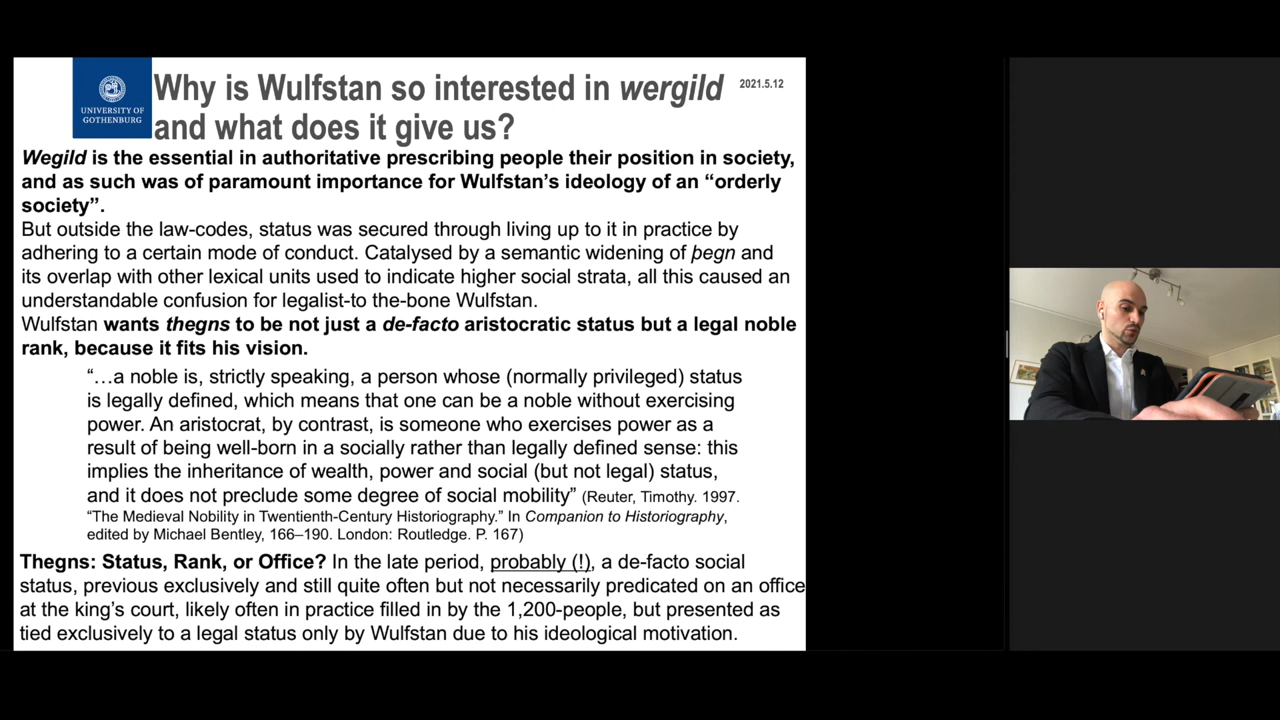 UNIVERSITY OF
GOTHENBURG
Why is Wulfstan so interested in wergild
and what does it give us?
2021.5.12
Wegild is the essential in authoritative prescribing people their position in society,
and as such was of paramount importance for Wulfstan’s ideology of an “orderly
society”.
But outside the law-codes, status was secured through living up to it in practice by
adhering to a certain mode of conduct. Catalysed by a semantic widening of þegn and
its overlap with other lexical units used to indicate higher social strata, all this caused an
understandable confusion for legalist-to the-bone Wulfstan.
Wulfstan wants thegns to be not just a de-facto aristocratic status but a legal noble
rank, because it fits his vision.
“…a noble is, strictly speaking, a person whose (normally privileged) status
is legally defined, which means that one can be a noble without exercising
power. An aristocrat, by contrast, is someone who exercises power as a
result of being well-born in a socially rather than legally defined sense: this
implies the inheritance of wealth, power and social (but not legal) status,
and it does not preclude some degree of social mobility” (Reuter, Timothy. 1997.
“The Medieval Nobility in Twentieth-Century Historiography.” In Companion to Historiography,
edited by Michael Bentley, 166–190. London: Routledge. P. 167)
Thegns: Status, Rank, or Office? In the late period, probably (!), a de-facto social
status, previous exclusively and still quite often but not necessarily predicated on an office
at the king’s court, likely often in practice filled in by the 1,200-people, but presented as
tied exclusively to a legal status only by Wulfstan due to his ideological motivation.